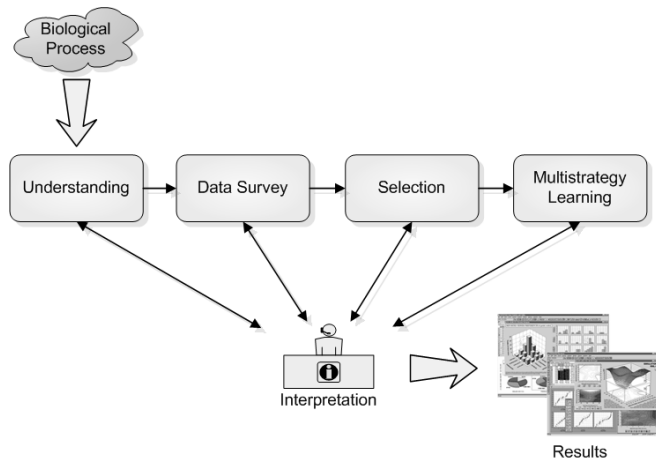 Biological
Process
Understanding
Data Survey
Selection
Multistrategy
Learning
Interpretation
Results